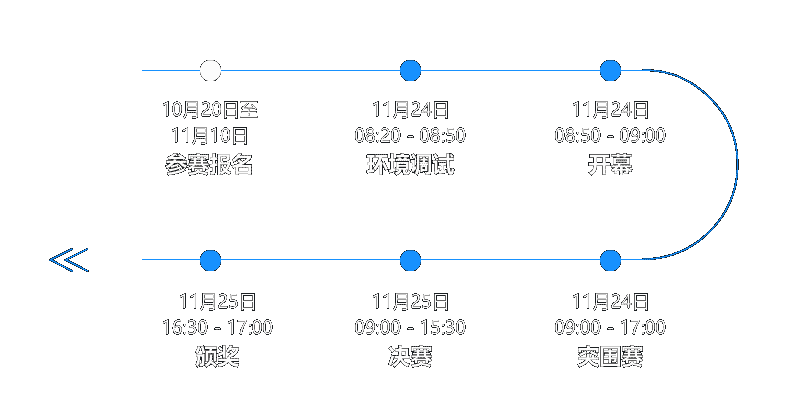 10月20日至
11月10日
参赛报名
11月24日
08:20 - 08:50
环境调试
11月24日
08:50 - 09:00
开幕
11月24日
09:00 - 17:00
突围赛
11月25日
09:00 - 15:30
决赛
11月25日
16:30 - 17:00
颁奖